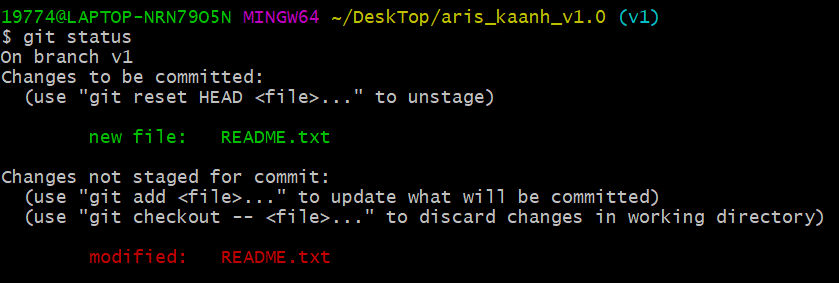 19774@LAPTOP-NRN79O5N MINGW64 ~/DeskTop/aris_kaanh_v1.0 (v1)
$ git status
On branch v1
Changes to be committed:
  (use "git reset HEAD <file>..." to unstage)

        new file:   README.txt

Changes not staged for commit:
  (use "git add <file>..." to update what will be committed)
  (use "git checkout -- <file>..." to discard changes in working directory)

        modified:   README.txt